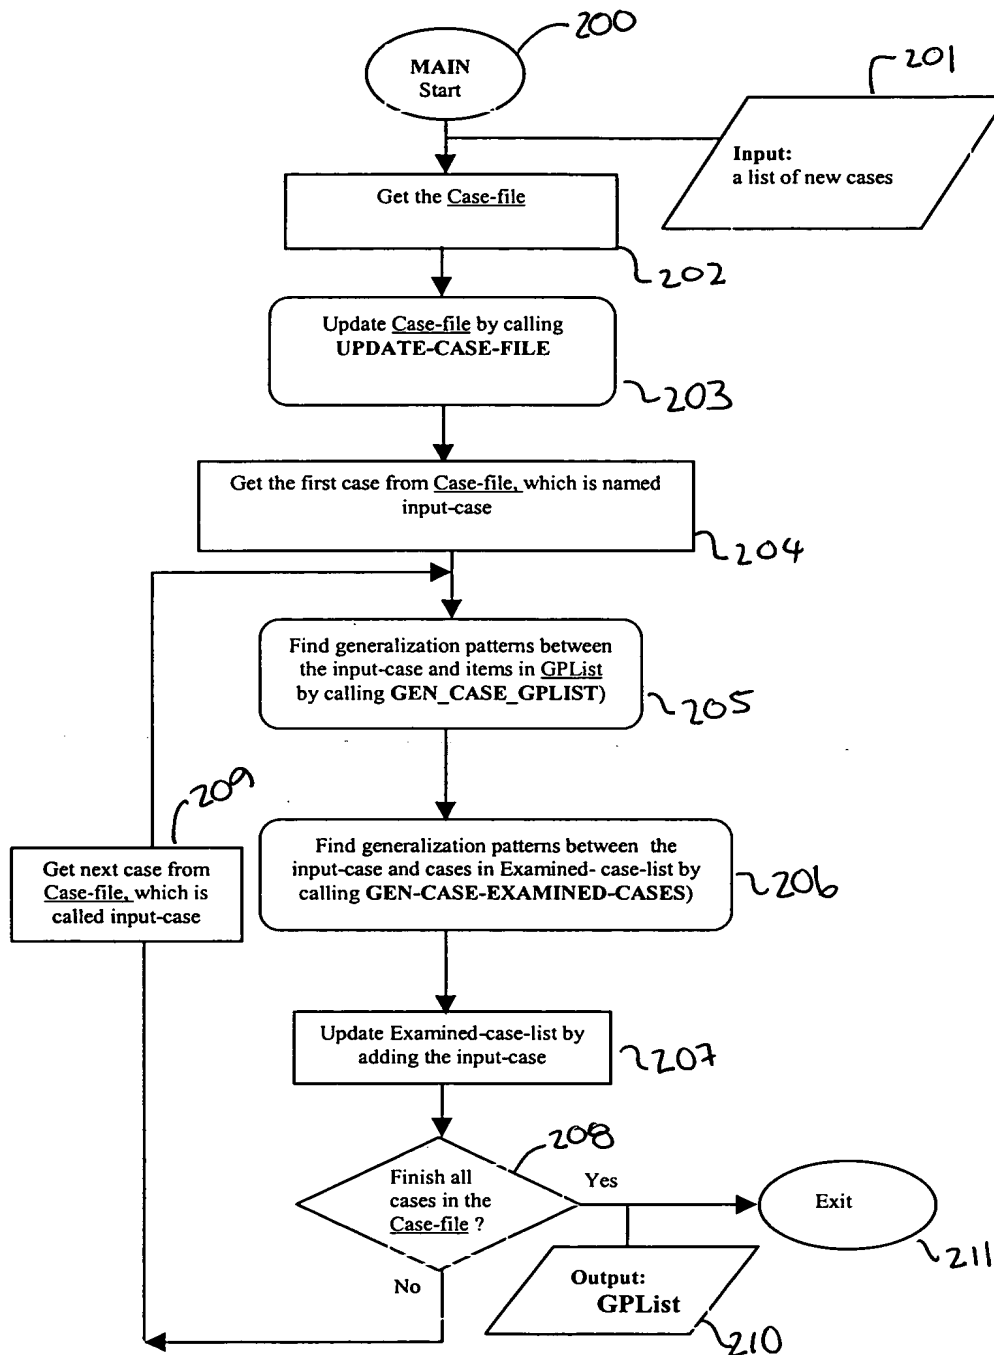 200
MAIN
Start
201
Input:
a list of new cases
Get the Case-file
202
Update Case-file by calling
UPDATE-CASE-FILE
203
Get the first case from Case-file, which is named
input-case
204
Find generalization patterns between
the input-case and items in GPList
by calling GEN_CASE_GPLIST)
205
209
Get next case from
Case-file, which is
called input-case
Find generalization patterns between the
input-case and cases in Examined- case-list by
calling GEN-CASE-EXAMINED-CASES)
206
Update Examined-case-list by
adding the input-case
207
208
Finish all
cases in the
Case-file ?
Yes
Exit
211
No
Output:
GPList
210